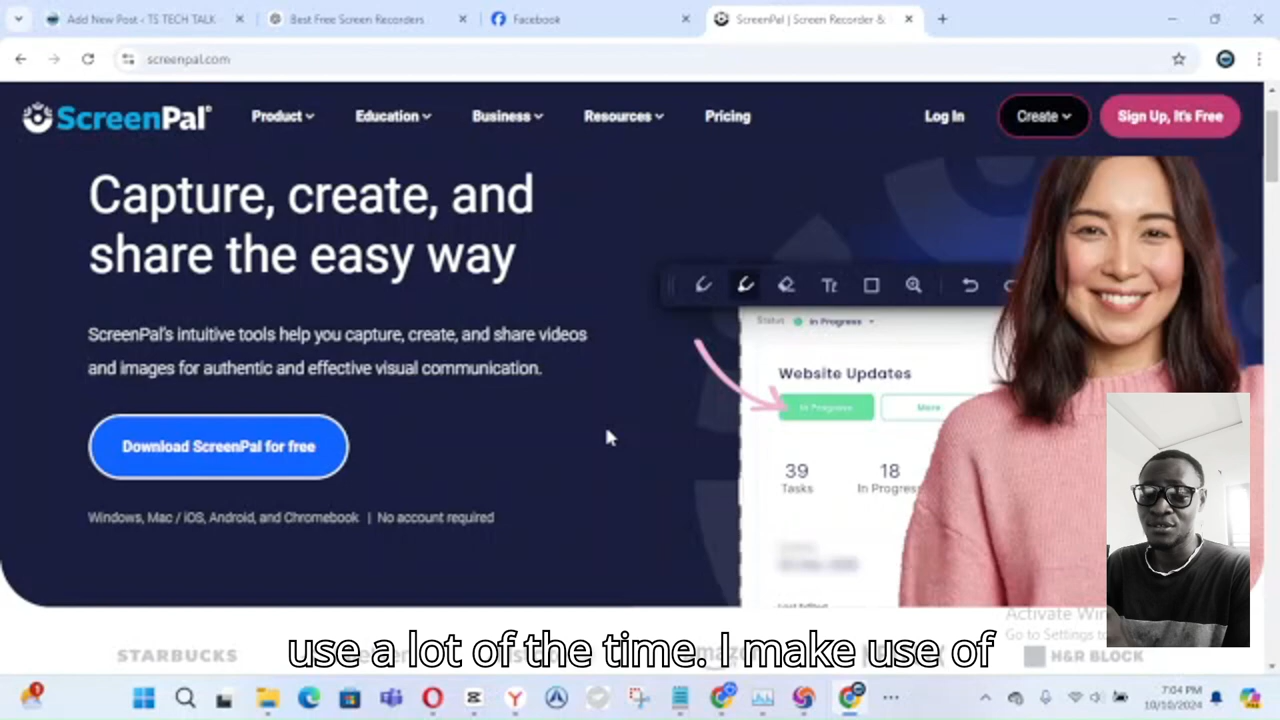 Add New Post ‹ TS TECH TALK
Best Free Screen Recorders
Facebook
ScreenPal | Screen Recorder &
screenpal.com
ScreenPal®
Product
Education
Business
Resources
Pricing
Log In
Create
Sign Up, It's Free
Capture, create, and
share the easy way
ScreenPal's intuitive tools help you capture, create, and share videos
and images for authentic and effective visual communication.
Download ScreenPal for free
Windows, Mac / iOS, Android, and Chromebook | No account required
Tt
Status In Progress
Website Updates
In Progress
More
39
Tasks
18
In Progress
Activate Win
Go to Settings to
use a lot of the time. I make use of
STARBUCKS
H&R BLOCK
7:04 PM
10/10/2024